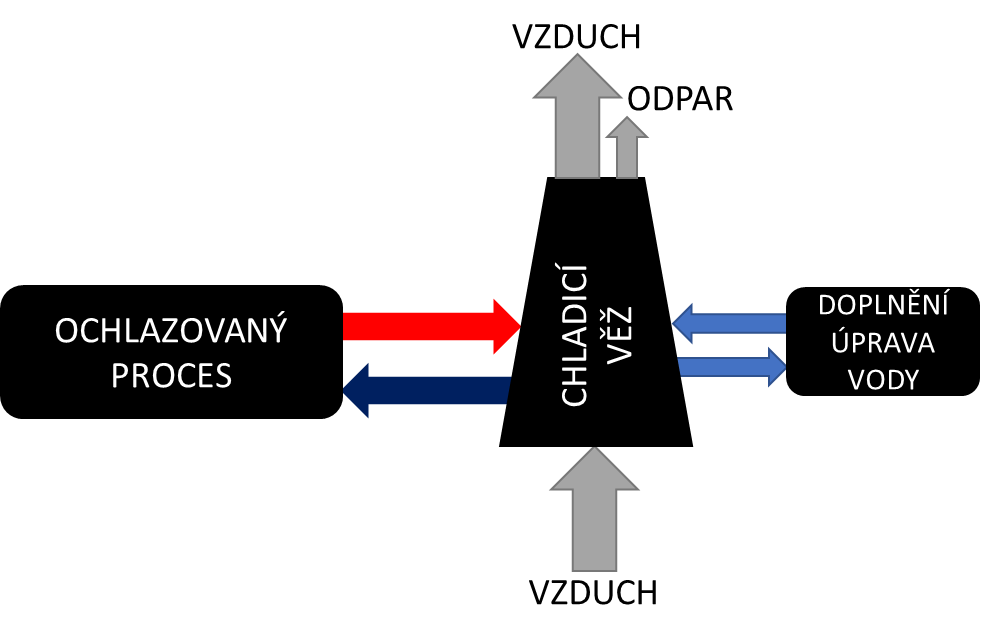 VZDUCH
ODPAR
OCHLAZOVANÝ
PROCES
CHLADICÍ
VĚŽ
DOPLNĚNÍ
ÚPRAVA
VODY
VZDUCH